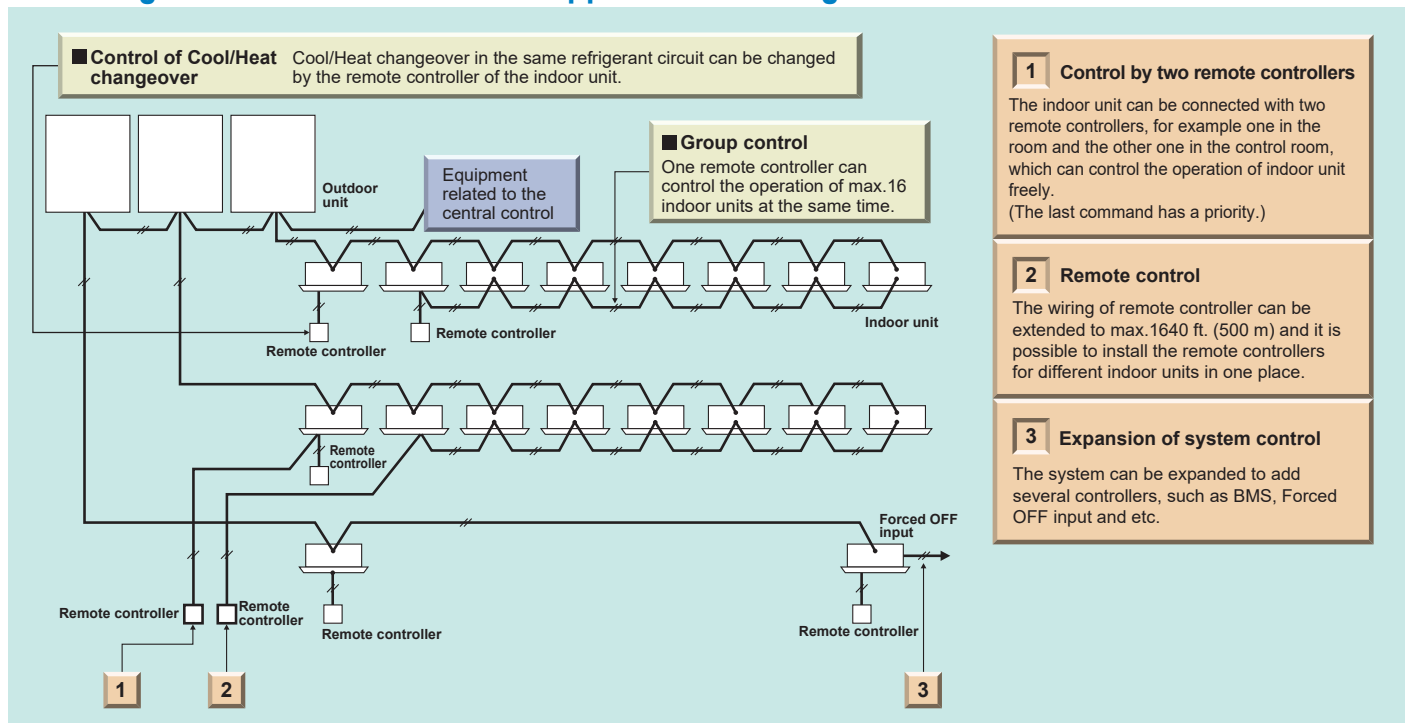 ■ Control of Cool/Heat changeover
Cool/Heat changeover in the same refrigerant circuit can be changed
by the remote controller of the indoor unit.
Outdoor
unit
Equipment
related to the
central control
■ Group control
One remote controller can
control the operation of max.16
indoor units at the same time.
Remote controller
Remote controller
Indoor unit
Remote
controller
Forced OFF
input
Remote controller
Remote
controller
Remote controller
Remote controller
1
2
3
1 Control by two remote controllers
The indoor unit can be connected with two
remote controllers, for example one in the
room and the other one in the control room,
which can control the operation of indoor unit
freely.
(The last command has a priority.)
2 Remote control
The wiring of remote controller can be
extended to max.1640 ft. (500 m) and it is
possible to install the remote controllers
for different indoor units in one place.
3 Expansion of system control
The system can be expanded to add
several controllers, such as BMS, Forced
OFF input and etc.